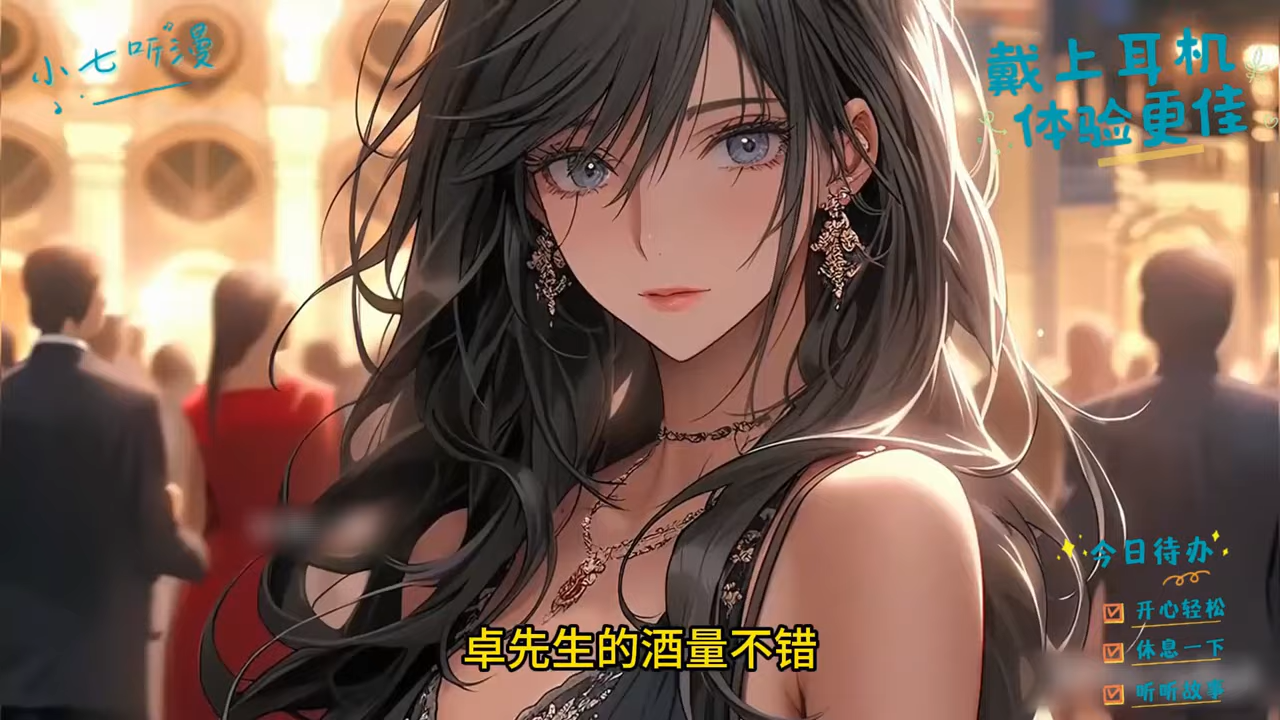 小七听漫
戴上耳机
体验更佳
今日待办
开心轻松
休息一下
听听故事
卓先生的酒量不错